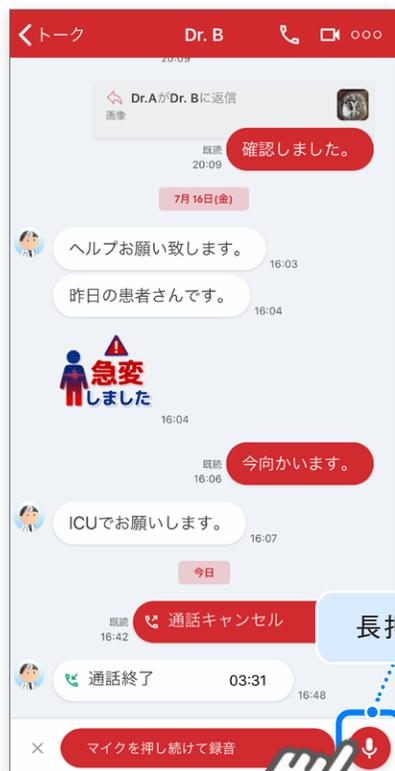 トーク
Dr. B
20:09
Dr.AがDr. Bに返信
画像
確認しました。
既読
20:09
7月16日(金)
ヘルプお願い致します。
16:03
昨日の患者さんです。
16:04
急変
しました
16:04
今向かいます。
既読
16:06
ICUでお願いします。
16:07
今日
通話キャンセル
既読
16:42
長押
通話終了
03:31
16:48
マイクを押し続けて録音